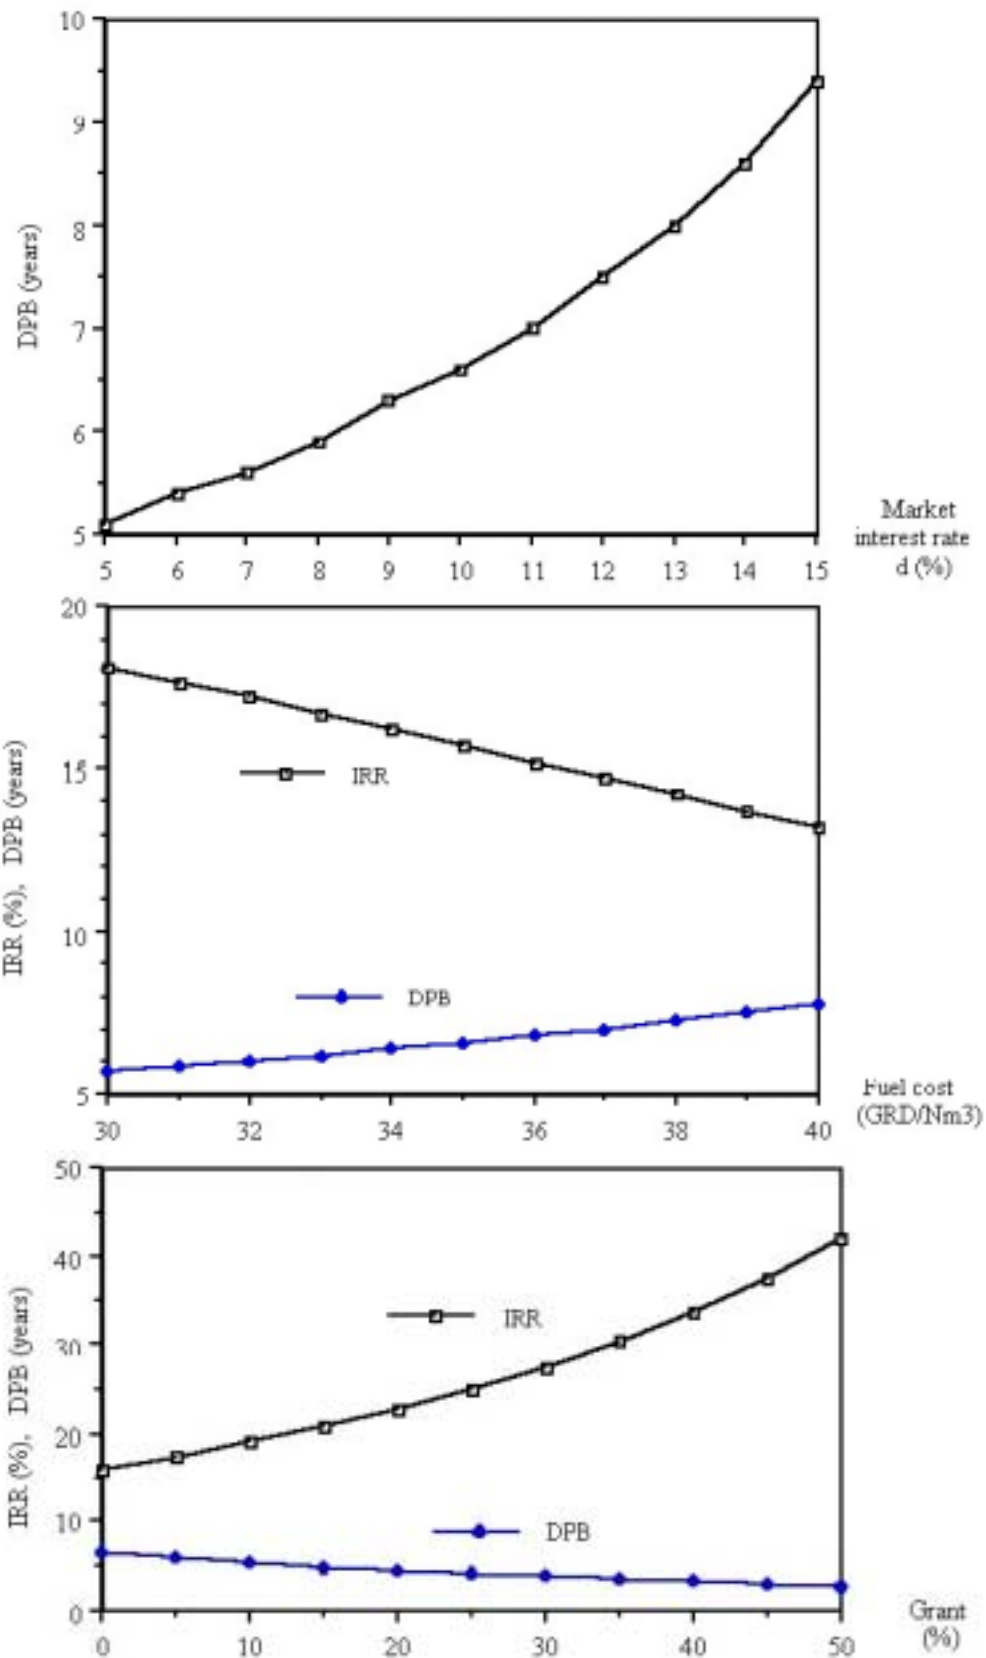 10
9
8
7
6
5
DPB (years)
5 6 7 8 9 10 11 12 13 14 15
Market
interest rate
d (%)
20
15
10
5
IRR (%), DPB (years)
IRR
DPB
30 32 34 36 38 40
Fuel cost
(GRD/Nm3)
50
40
30
20
10
0
IRR (%), DPB (years)
IRR
DPB
0 10 20 30 40 50
Grant
(%)